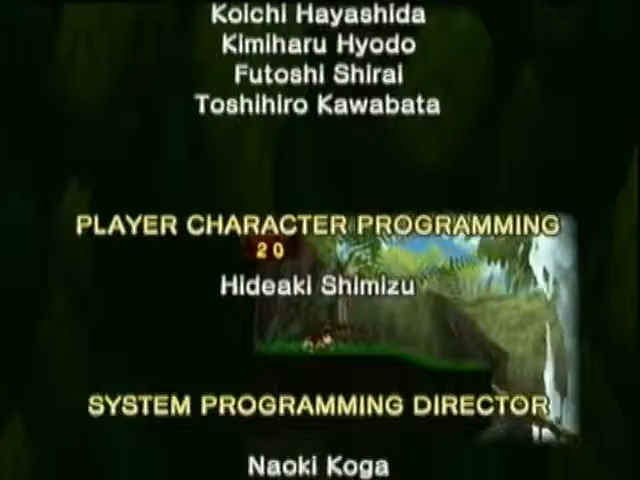 Koichi Hayashida
Kimiharu Hyodo
Futoshi Shirai
Toshihiro Kawabata
PLAYER CHARACTER PROGRAMMING
20
Hideaki Shimizu
SYSTEM PROGRAMMING DIRECTOR
Naoki Koga